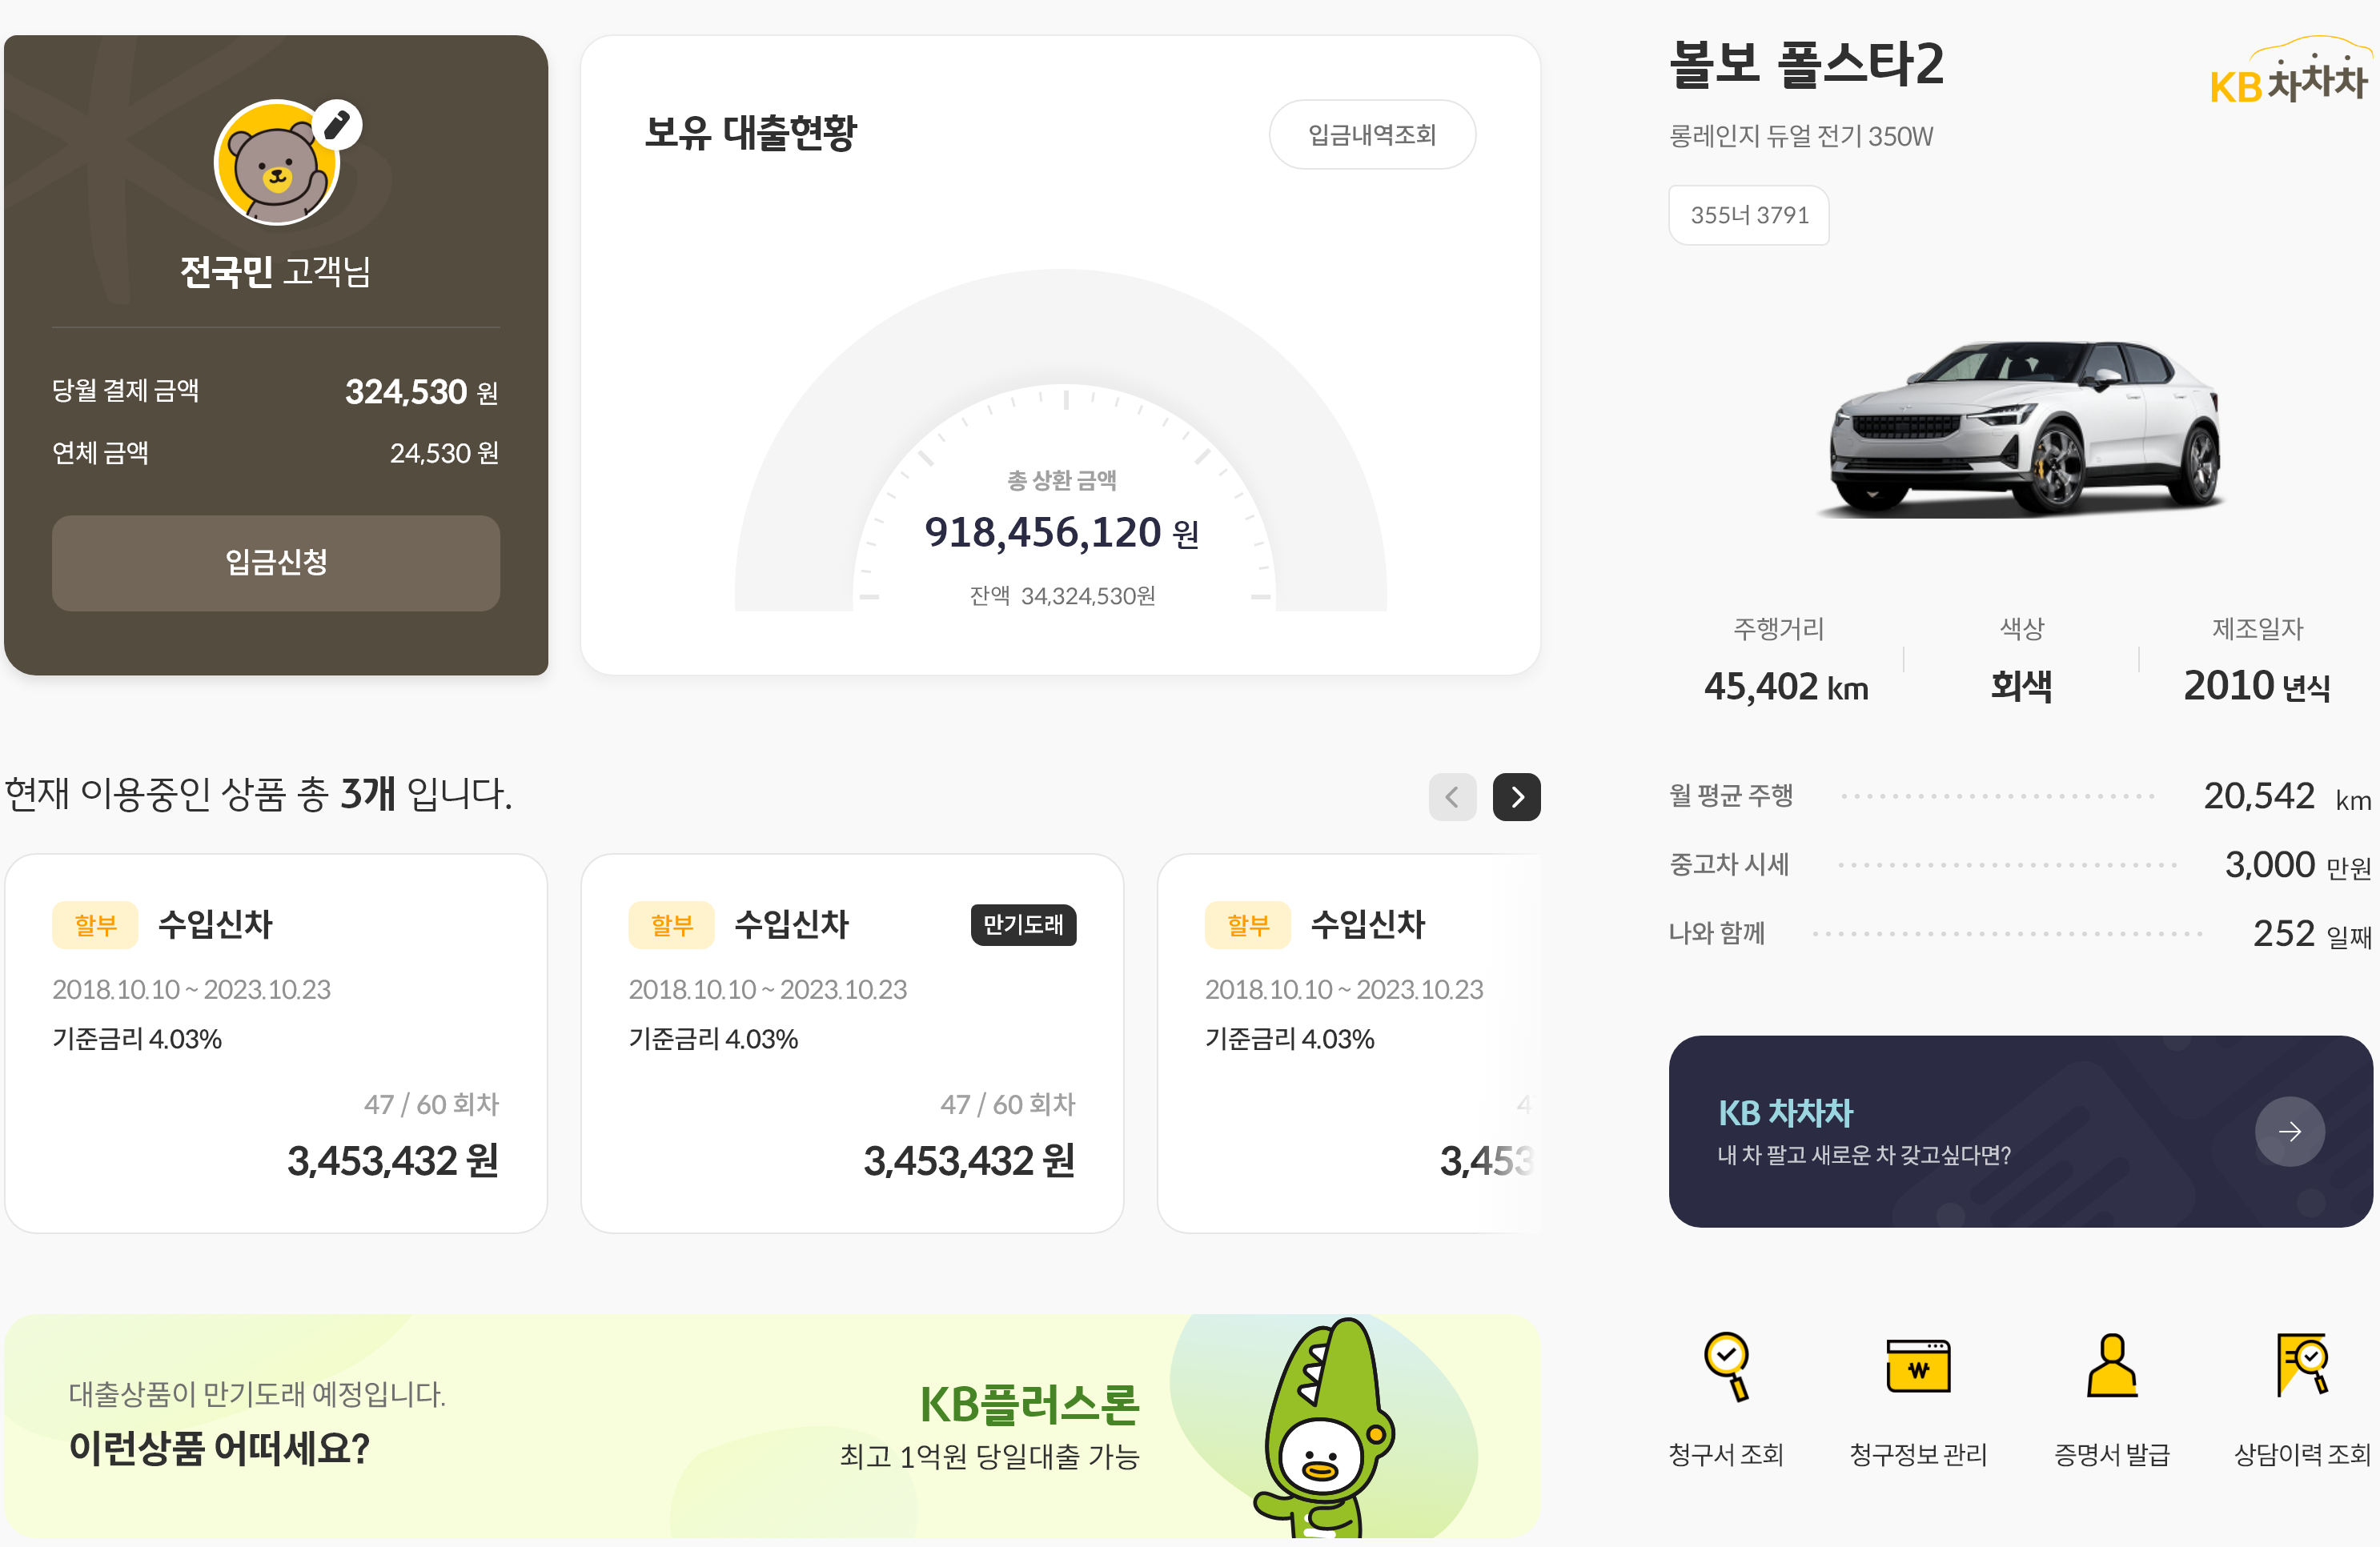 전국민 고객님
당월 결제 금액 324,530 원
연체 금액 24,530 원
입금신청
보유 대출현황
입금내역조회
총 상환 금액
918,456,120 원
잔액 34,324,530원
현재 이용중인 상품 총 3개 입니다.
할부 수입신차
2018.10.10 ~ 2023.10.23
기준금리 4.03%
47 / 60 회차
3,453,432 원
할부 수입신차 만기도래
2018.10.10 ~ 2023.10.23
기준금리 4.03%
47 / 60 회차
3,453,432 원
할부 수입신차
2018.10.10 ~ 2023.10.23
기준금리 4.03%
4
3,453
대출상품이 만기도래 예정입니다.
이런상품 어떠세요?
KB플러스론
최고 1억원 당일대출 가능
볼보 폴스타2
KB차차차
롱레인지 듀얼 전기 350W
355너 3791
주행거리
45,402 km
색상
회색
제조일자
2010 년식
월 평균 주행 20,542 km
중고차 시세 3,000 만원
나와 함께 252 일째
KB 차차차
내 차 팔고 새로운 차 갖고싶다면?
청구서 조회
청구정보 관리
증명서 발급
상담이력 조회